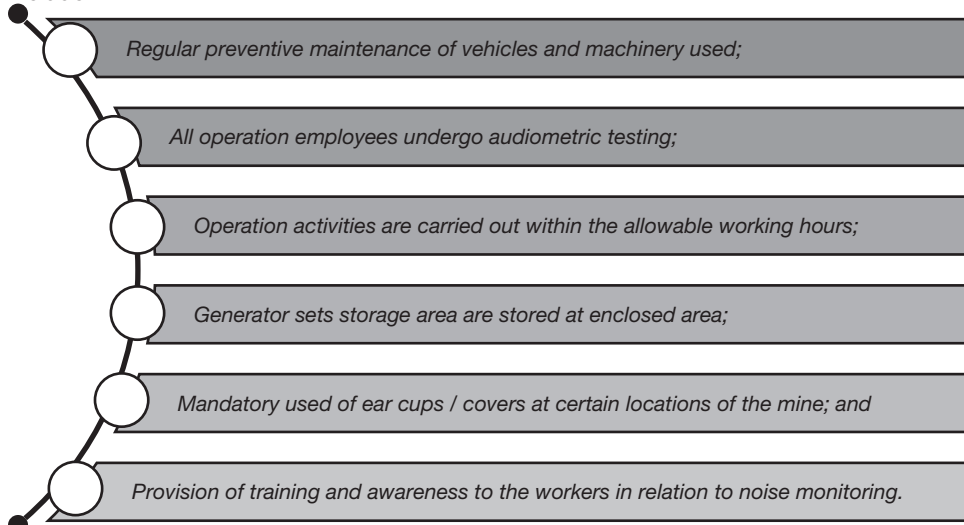 Regular preventive maintenance of vehicles and machinery used;
All operation employees undergo audiometric testing;
Operation activities are carried out within the allowable working hours;
Generator sets storage area are stored at enclosed area;
Mandatory used of ear cups / covers at certain locations of the mine; and
Provision of training and awareness to the workers in relation to noise monitoring.